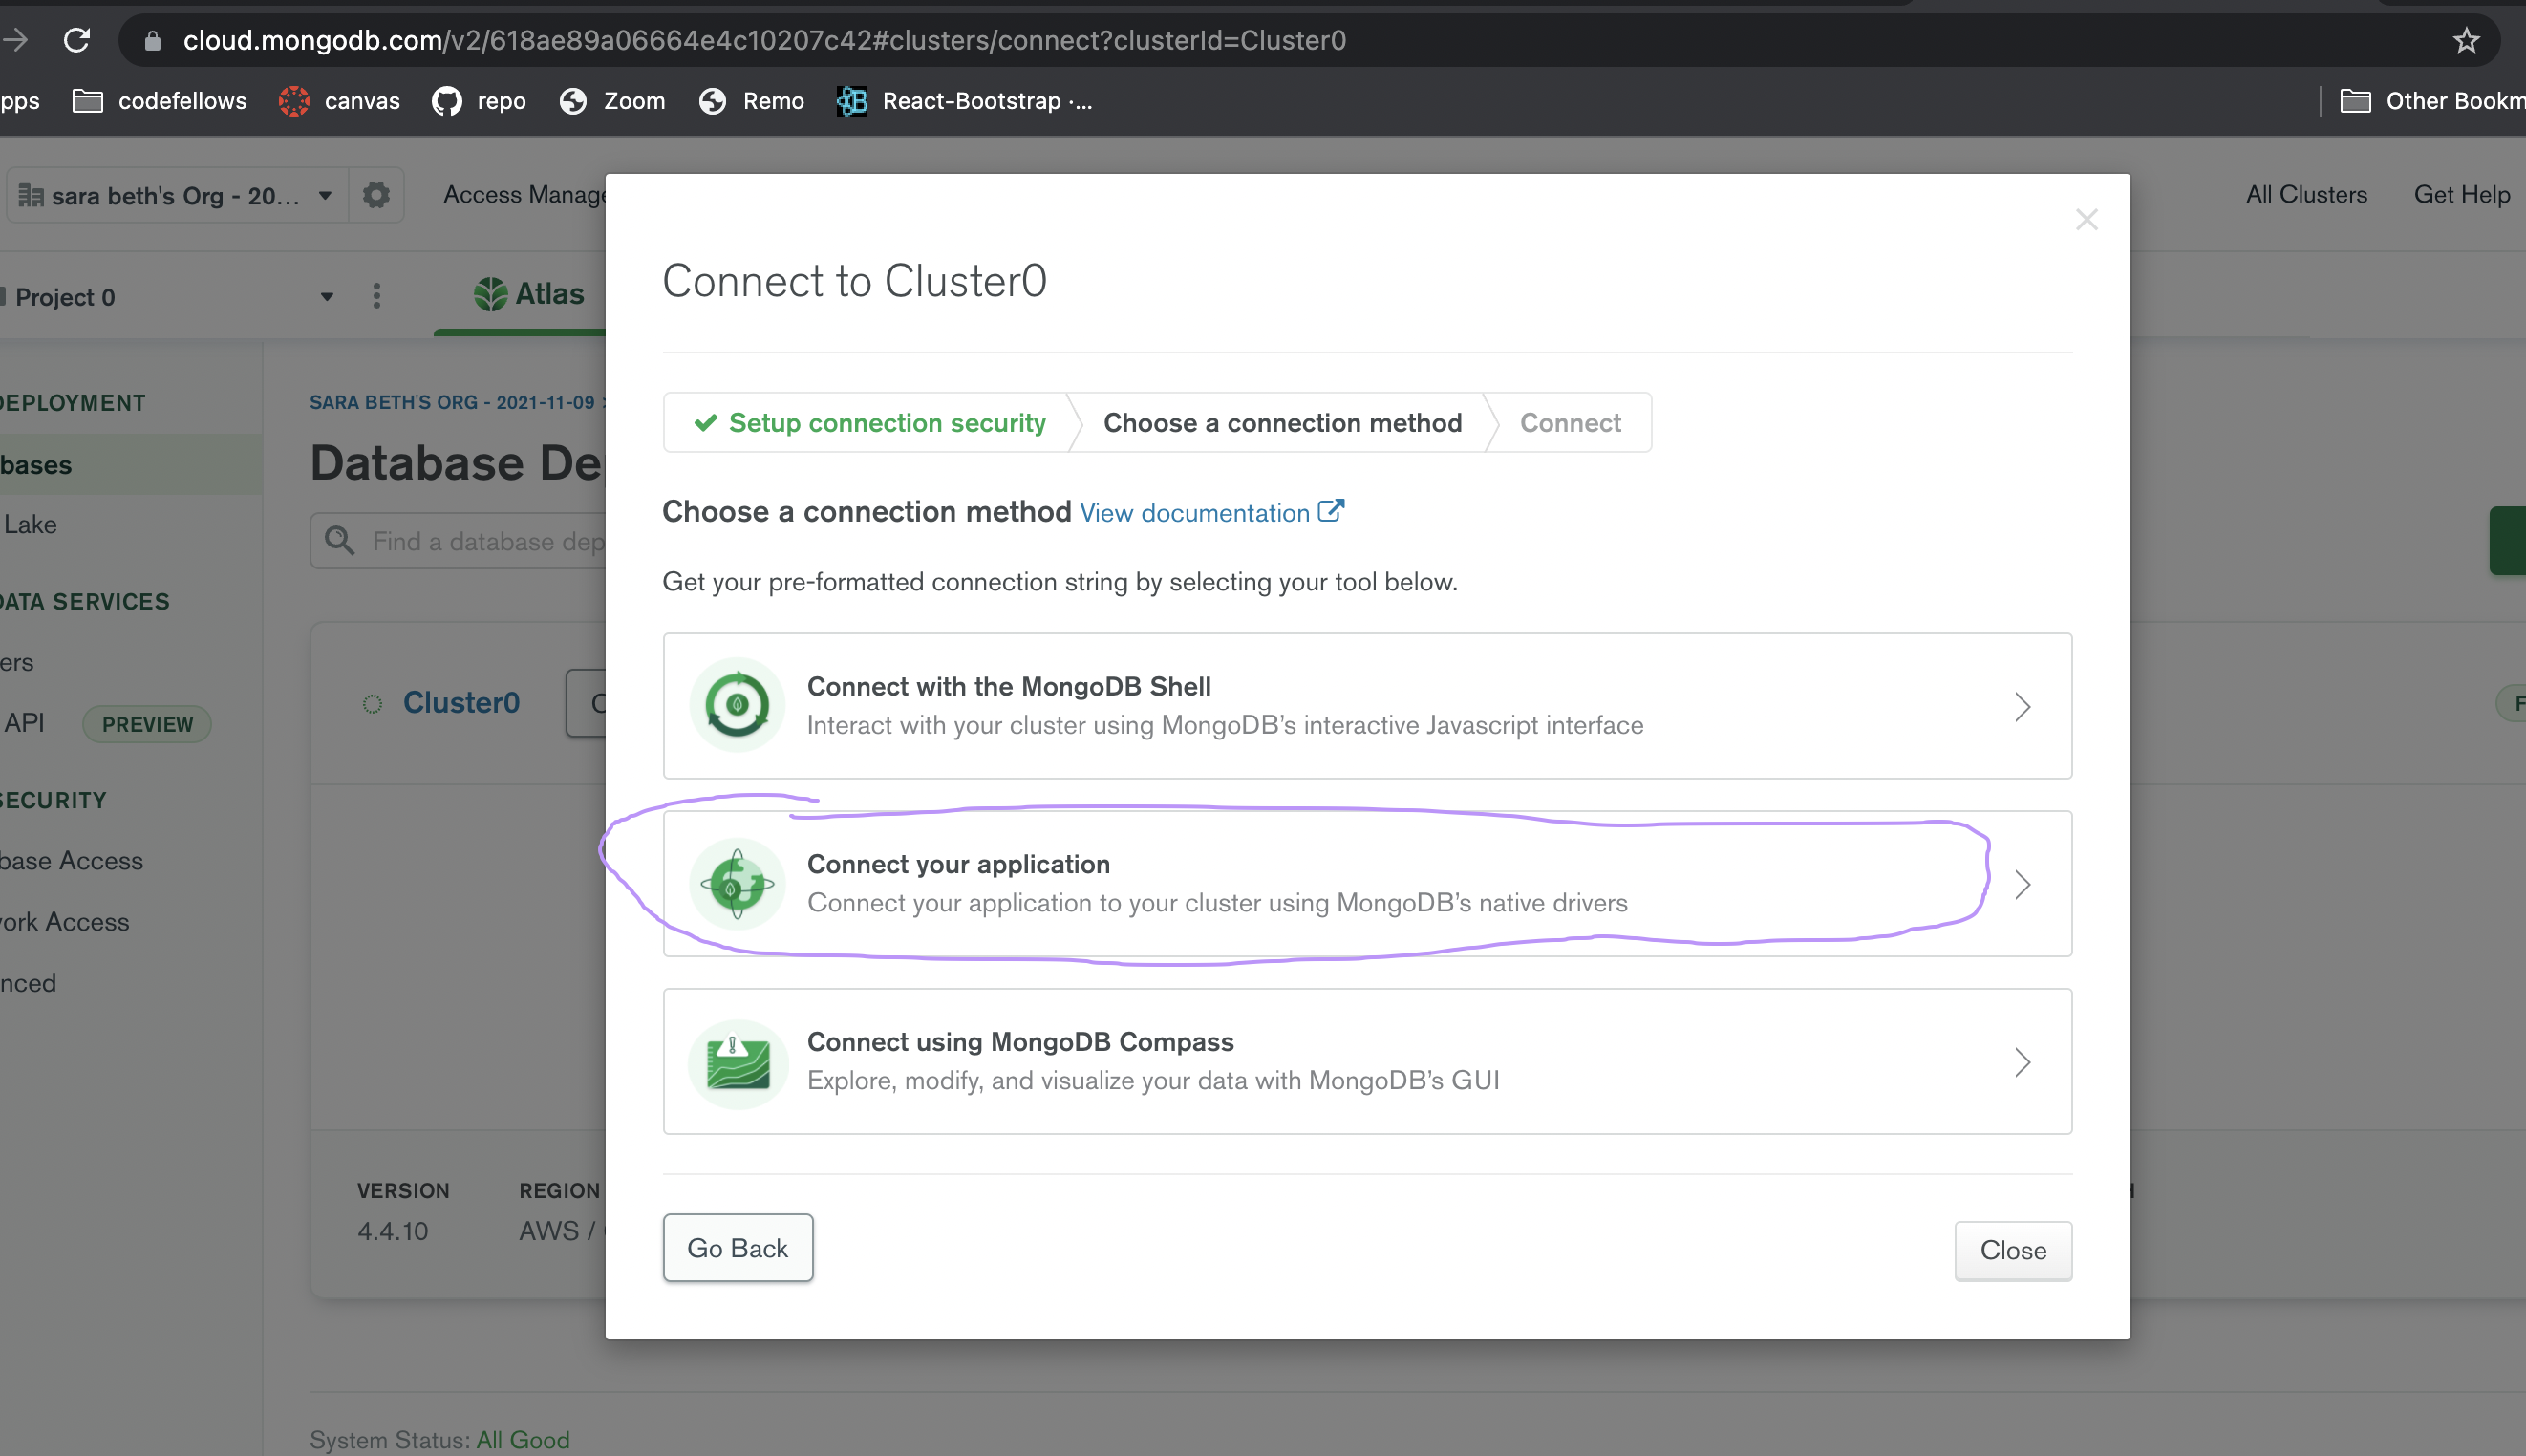 cloud.mongodb.com/v2/618ae89a06664e4c10207c42#clusters/connect?clusterId=Cluster0
pps codefellows canvas repo Zoom Remo React-Bootstrap ·... Other Bookm
sara beth's Org - 20... Access Manage All Clusters Get Help
Project 0 Atlas
Connect to Cluster0
DEPLOYMENT
bases
Lake
DATA SERVICES
ers
API PREVIEW
SECURITY
base Access
ork Access
nced
SARA BETH'S ORG - 2021-11-09
Database De
Find a database dep
Cluster0 C
VERSION REGION
4.4.10 AWS /
System Status: All Good
Setup connection security Choose a connection method Connect
Choose a connection method View documentation
Get your pre-formatted connection string by selecting your tool below.
Connect with the MongoDB Shell
Interact with your cluster using MongoDB’s interactive Javascript interface
Connect your application
Connect your application to your cluster using MongoDB’s native drivers
Connect using MongoDB Compass
Explore, modify, and visualize your data with MongoDB’s GUI
Go Back Close
F